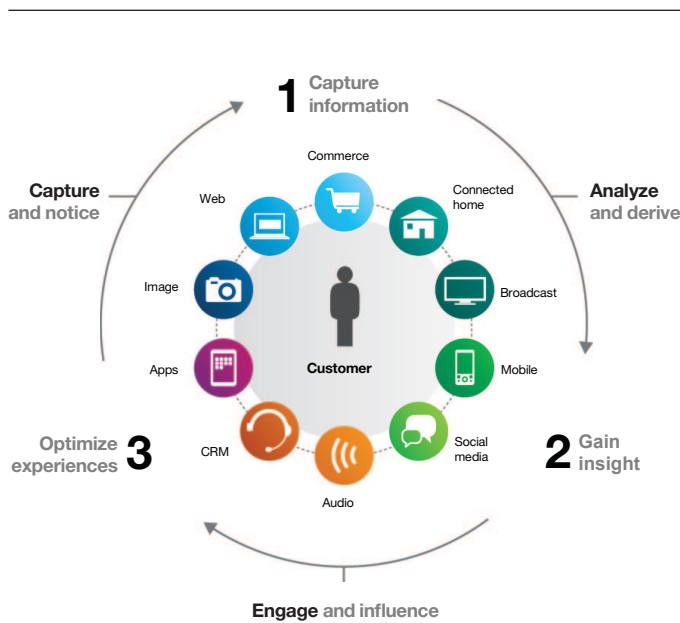 1 Capture
information
Commerce
Web
Connected
home
Capture
and notice
Analyze
and derive
Image
Broadcast
Apps
Customer
Mobile
Optimize
experiences 3
CRM
Social
media
2 Gain
insight
Audio
Engage and influence